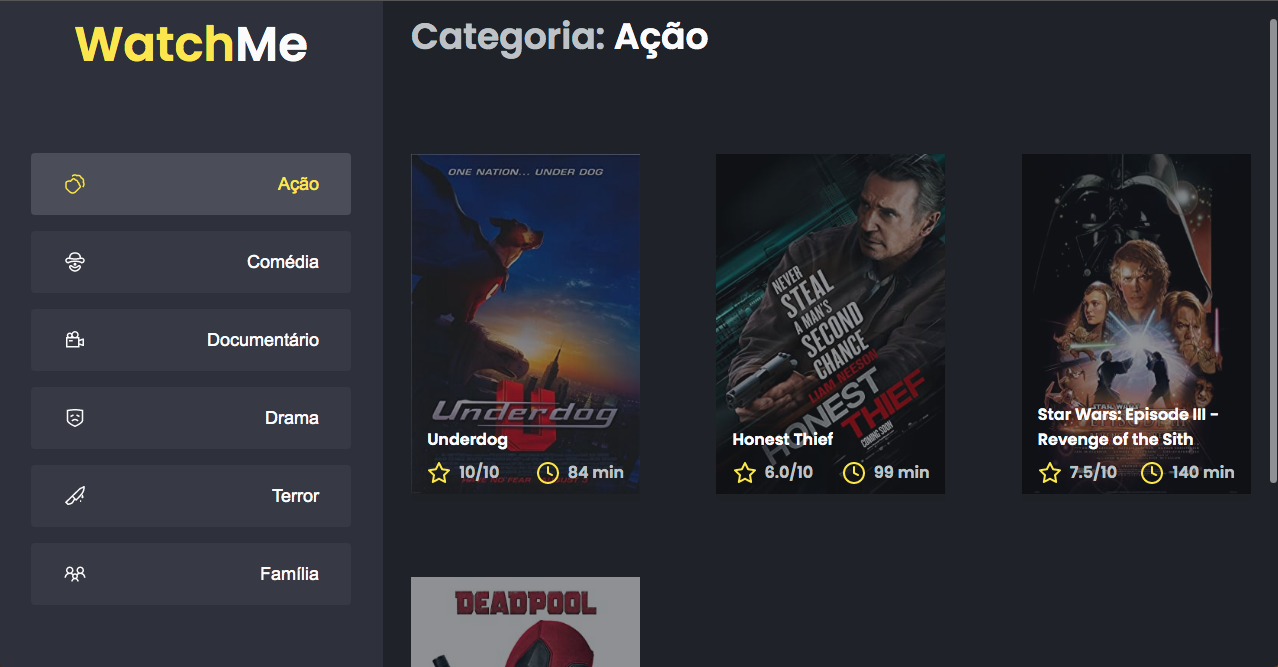 WatchMe
Ação
Comédia
Documentário
Drama
Terror
Família
Categoria: Ação
ONE NATION... UNDER DOG
Underdog
Underdog
10/10 84 min
NEVER
STEAL
A MAN'S
SECOND
CHANCE
LIAM NEESON
HONEST
THIEF
COMING SOON
Honest Thief
6.0/10 99 min
STAR WARS
Star Wars: Episode III -
Revenge of the Sith
7.5/10 140 min
DEADPOOL